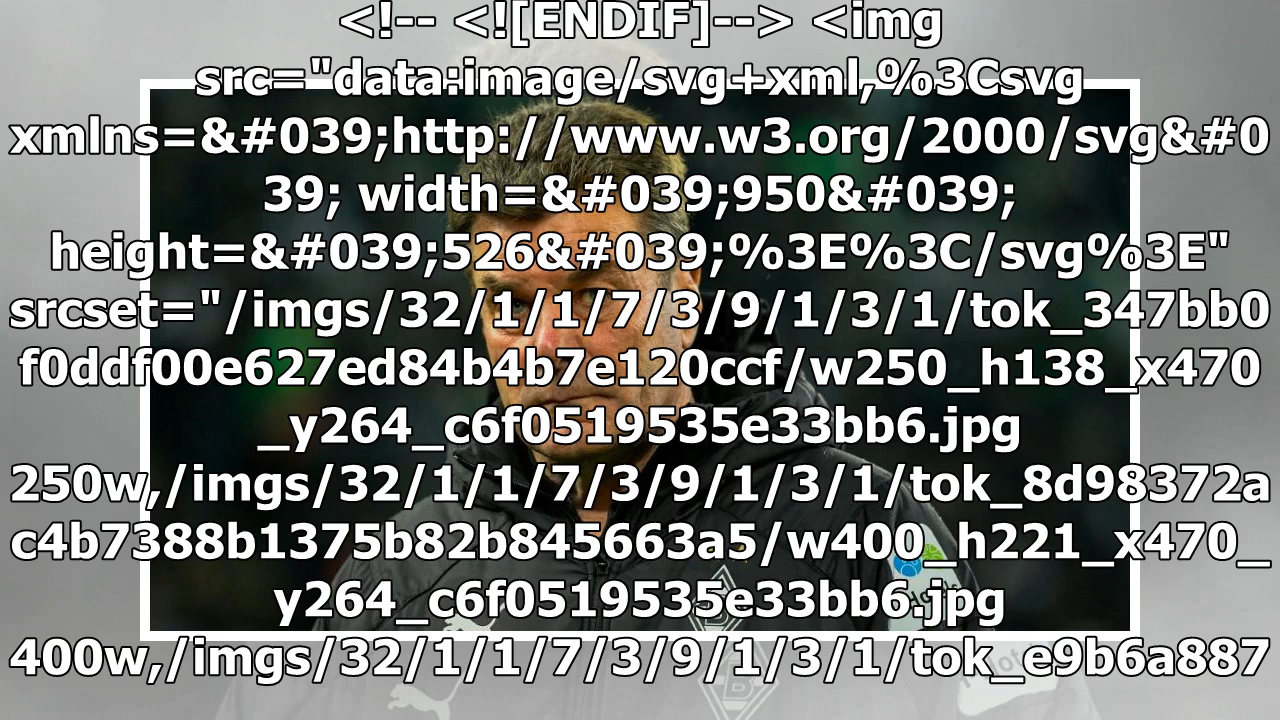 <!-- <![ENDIF]--> <img
src="data:image/svg+xml,%3Csvg
xmlns=&#039;http://www.w3.org/2000/svg&#0
39; width=&#039;950&#039;
height=&#039;526&#039;%3E%3C/svg%3E"
srcset="/imgs/32/1/1/7/3/9/1/3/1/tok_347bb0
f0ddf00e627ed84b4b7e120ccf/w250_h138_x470
_y264_c6f0519535e33bb6.jpg
250w,/imgs/32/1/1/7/3/9/1/3/1/tok_8d98372a
c4b7388b1375b82b845663a5/w400_h221_x470_
y264_c6f0519535e33bb6.jpg
400w,/imgs/32/1/1/7/3/9/1/3/1/tok_e9b6a887